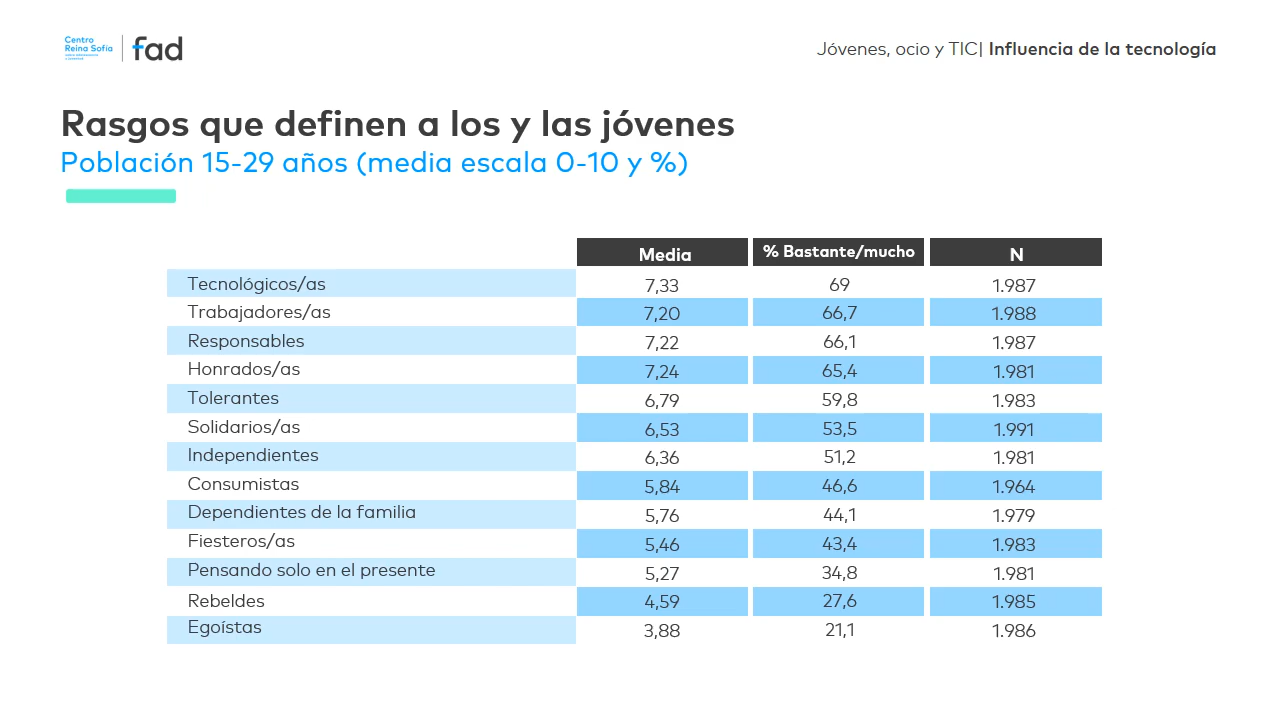 Centro
Reina Sofía
fad
Jóvenes, ocio y TIC| Influencia de la tecnología
Rasgos que definen a los y las jóvenes
Población 15-29 años (media escala 0-10 y %)
Media % Bastante/mucho N
Tecnológicos/as 7,33 69 1.987
Trabajadores/as 7,20 66,7 1.988
Responsables 7,22 66,1 1.987
Honrados/as 7,24 65,4 1.981
Tolerantes 6,79 59,8 1.983
Solidarios/as 6,53 53,5 1.991
Independientes 6,36 51,2 1.981
Consumistas 5,84 46,6 1.964
Dependientes de la familia 5,76 44,1 1.979
Fiesteros/as 5,46 43,4 1.983
Pensando solo en el presente 5,27 34,8 1.981
Rebeldes 4,59 27,6 1.985
Egoístas 3,88 21,1 1.986